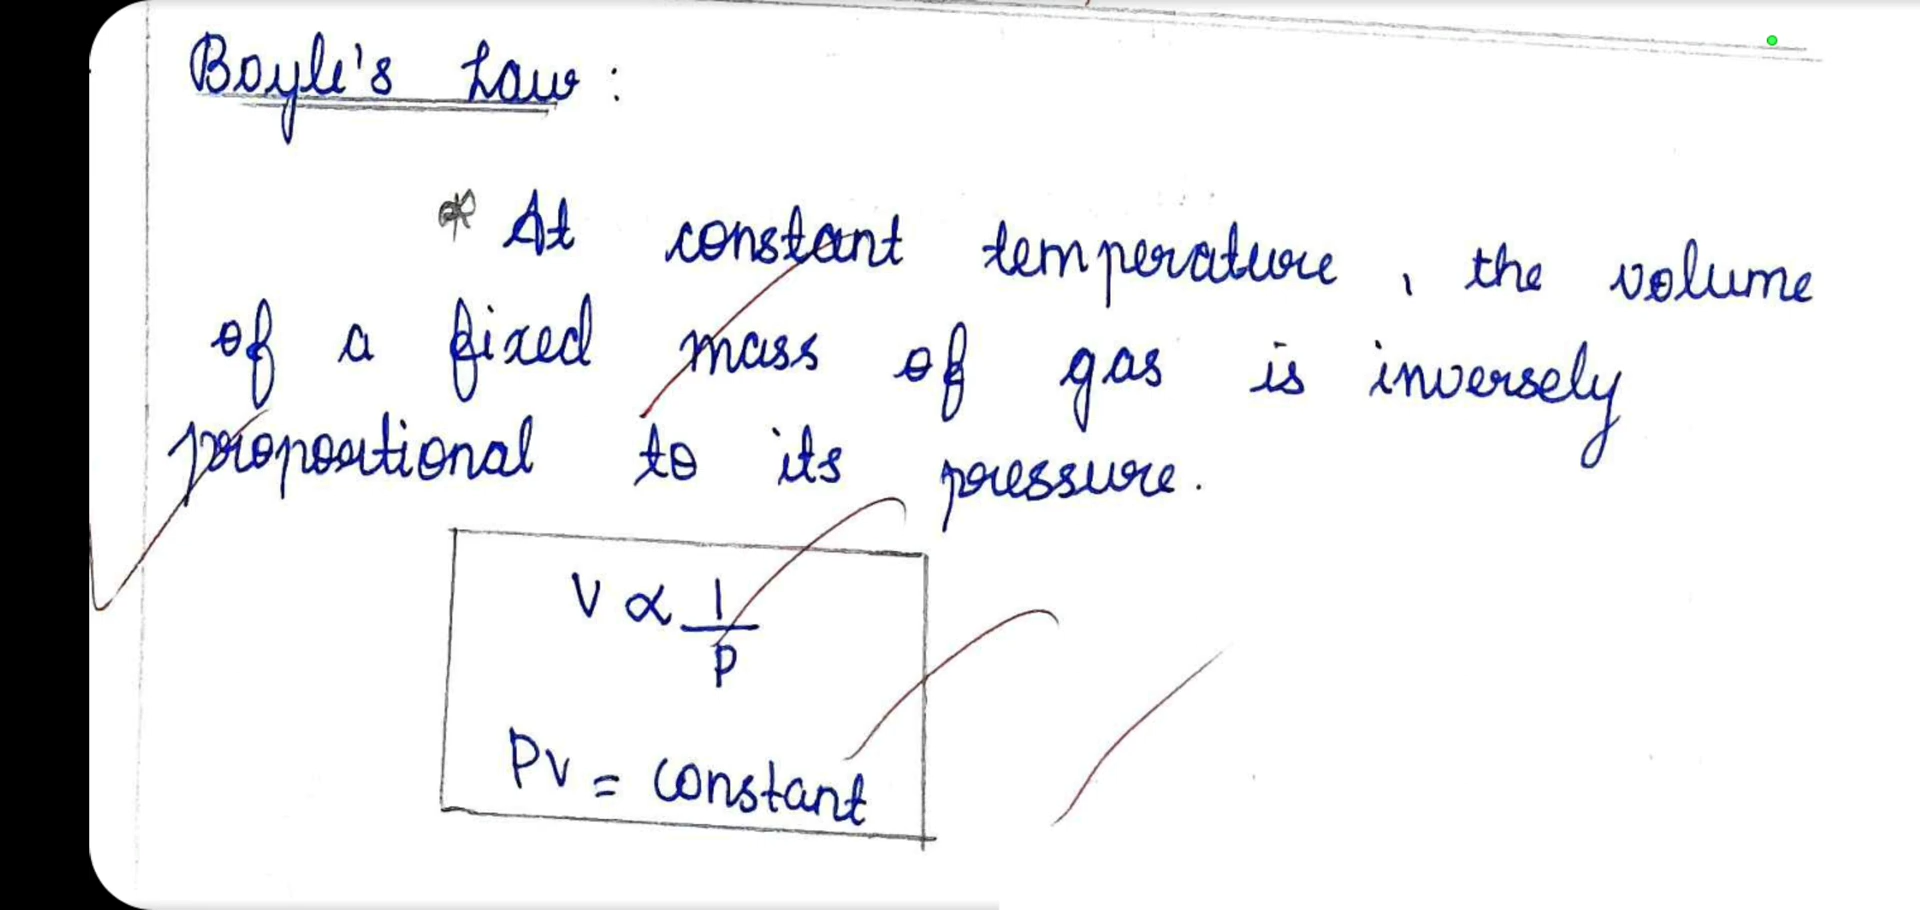 Boyle's Law :
* At constant temperature, the volume
of a fixed mass of gas is inversely
proportional to its pressure.
V ∝ 1/P
PV = constant